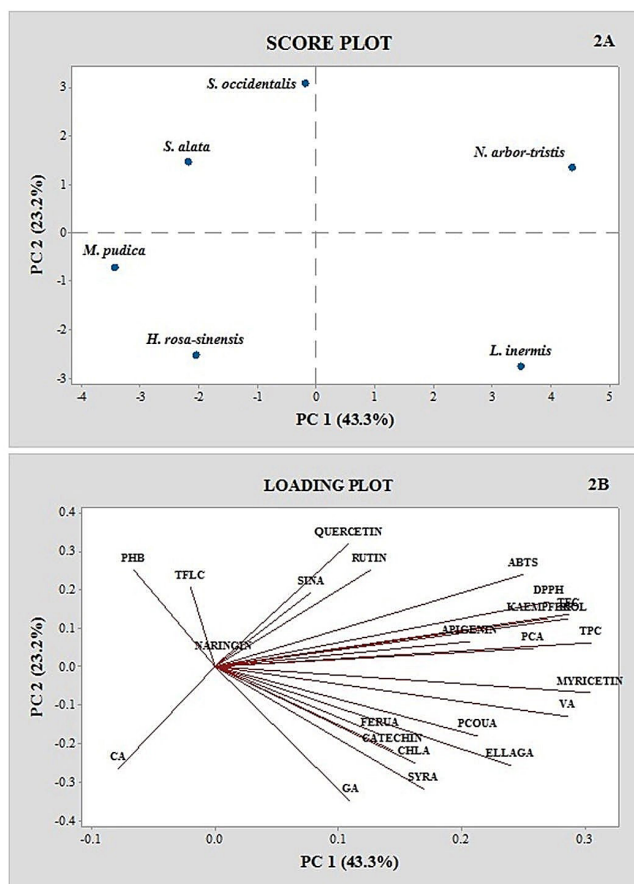 SCORE PLOT
2A
S. occidentalis
S. alata
N. arbor-tristis
M. pudica
H. rosa-sinensis
L. inermis
PC 2 (23.2%)
3
2
1
0
-1
-2
-3
-4 -3 -2 -1 0 1 2 3 4 5
PC 1 (43.3%)
LOADING PLOT
2B
QUERCETIN
PHB
RUTIN
ABTS
TFLC
SINA
DPPH
KAEMPFEROL
APIGENIN
TPC
PCA
NARINGIN
MYRICETIN
VA
FERUA
PCOUA
CATECHIN
CHLA
ELLAGA
CA
SYRA
GA
PC 2 (23.2%)
0.4
0.3
0.2
0.1
0.0
-0.1
-0.2
-0.3
-0.4
-0.1 0.0 0.1 0.2 0.3
PC 1 (43.3%)